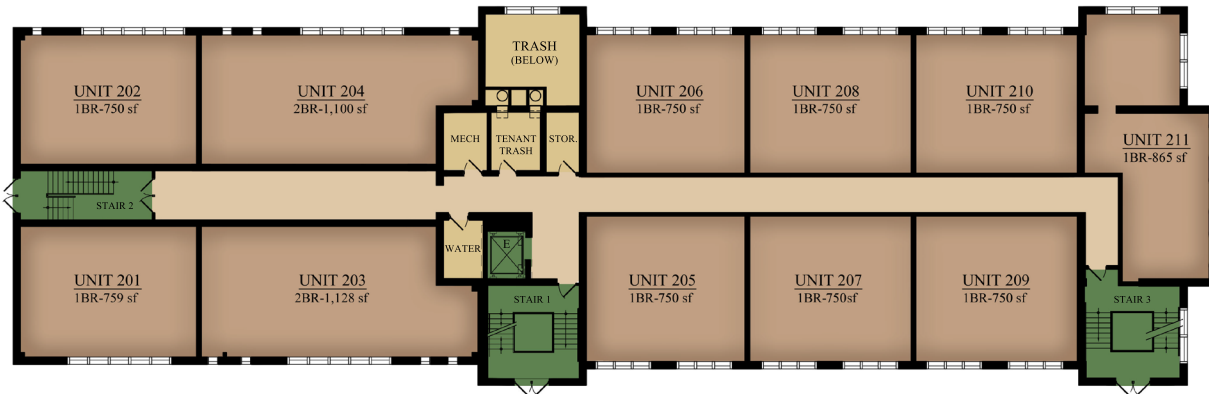 TRASH
(BELOW)
UNIT 202
1BR-750 sf
UNIT 204
2BR-1,100 sf
UNIT 206
1BR-750 sf
UNIT 208
1BR-750 sf
UNIT 210
1BR-750 sf
MECH
TENANT
TRASH
STOR.
UNIT 211
1BR-865 sf
STAIR 2
WATER
E
UNIT 201
1BR-759 sf
UNIT 203
2BR-1,128 sf
STAIR 1
UNIT 205
1BR-750 sf
UNIT 207
1BR-750sf
UNIT 209
1BR-750 sf
STAIR 3